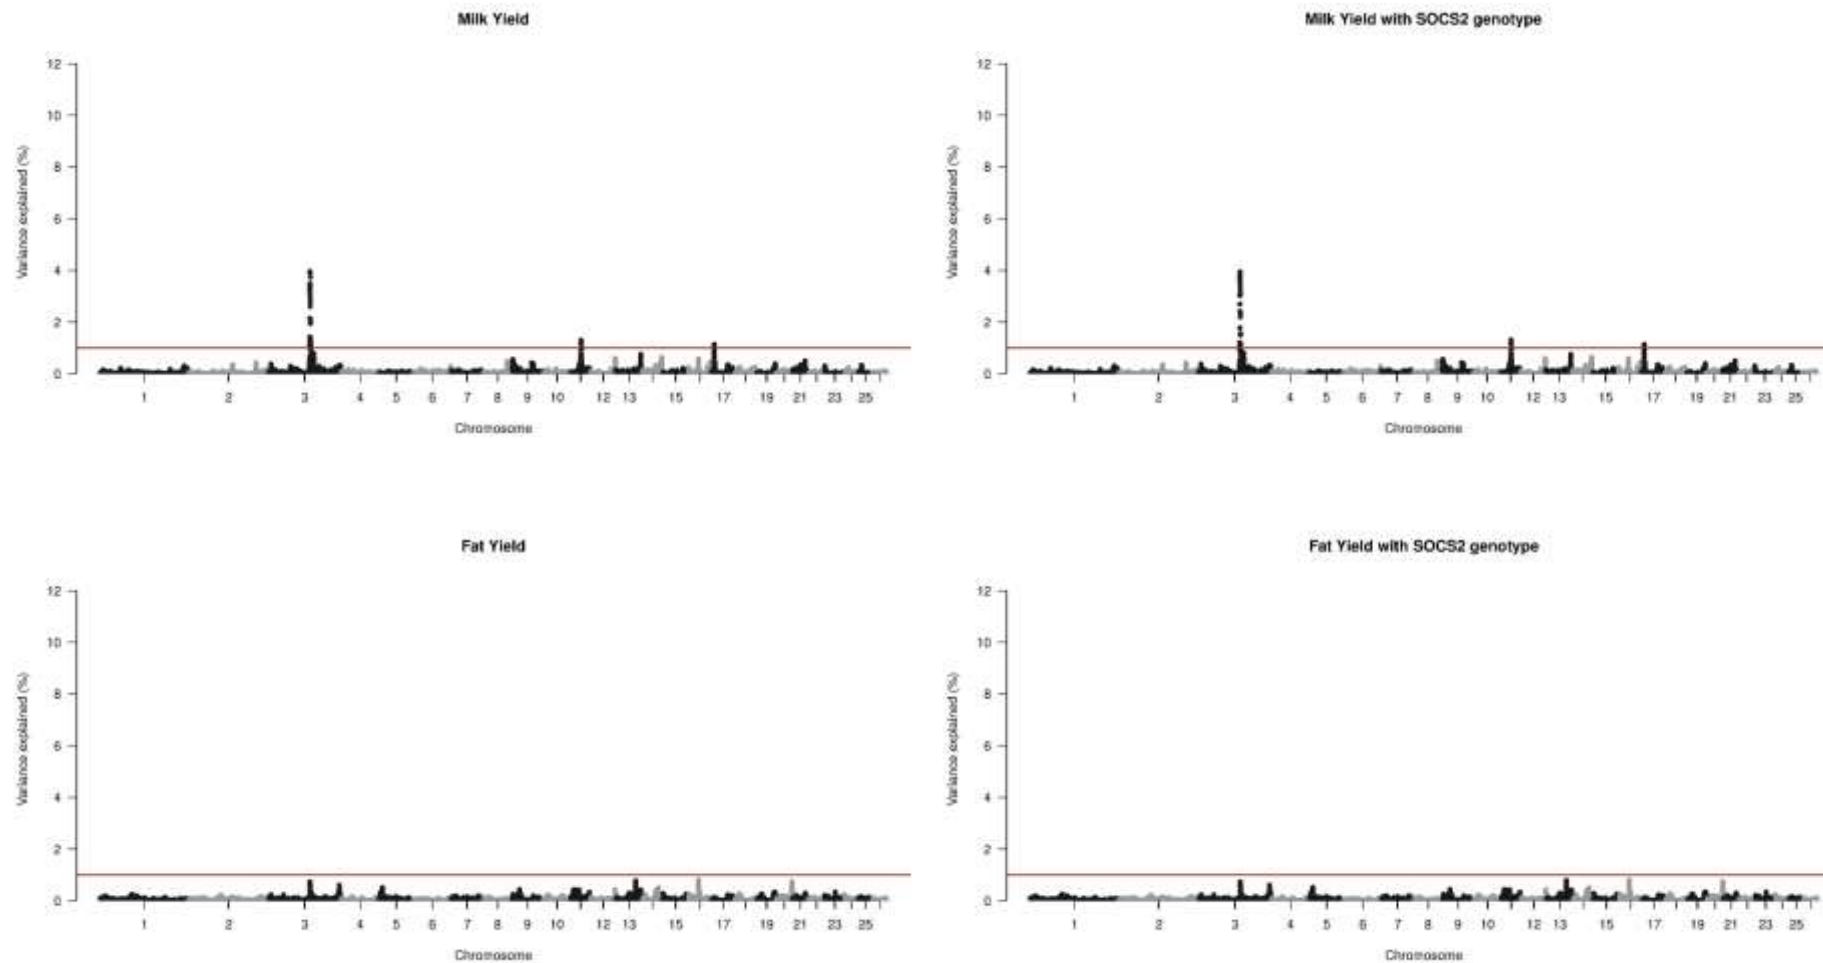 Milk Yield
Variance explained (%)
12
10
8
6
4
2
0
1 2 3 4 5 6 7 8 9 10 12 13 15 17 19 21 23 25
Chromosome
Milk Yield with SOCS2 genotype
Variance explained (%)
12
10
8
6
4
2
0
1 2 3 4 5 6 7 8 9 10 12 13 15 17 19 21 23 25
Chromosome
Fat Yield
Variance explained (%)
12
10
8
6
4
2
0
1 2 3 4 5 6 7 8 9 10 12 13 15 17 19 21 23 25
Chromosome
Fat Yield with SOCS2 genotype
Variance explained (%)
12
10
8
6
4
2
0
1 2 3 4 5 6 7 8 9 10 12 13 15 17 19 21 23 25
Chromosome